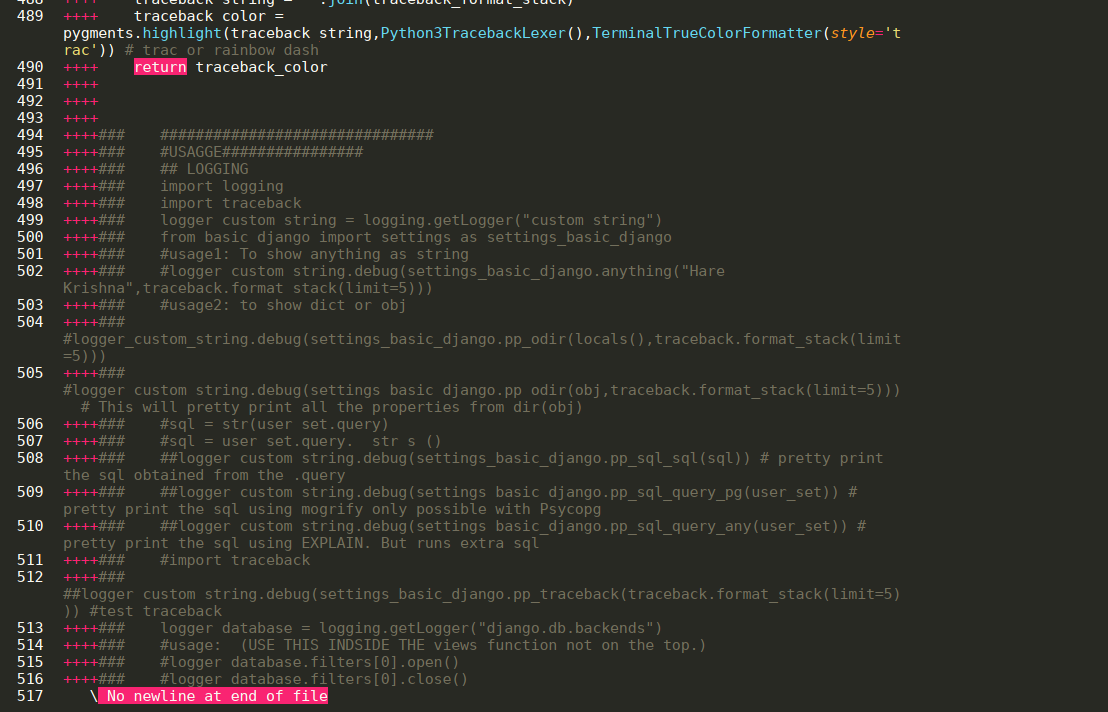 488 ++++    traceback string =    .join(traceback_format_stack)
489 ++++    traceback color =
pygments.highlight(traceback string,Python3TracebackLexer(),TerminalTrueColorFormatter(style='t
rac')) # trac or rainbow dash
490 ++++    return traceback_color
491 ++++
492 ++++
493 ++++
494 ++++###    ###############################
495 ++++###    #USAGGE################
496 ++++###    ## LOGGING
497 ++++###    import logging
498 ++++###    import traceback
499 ++++###    logger custom string = logging.getLogger("custom string")
500 ++++###    from basic django import settings as settings_basic_django
501 ++++###    #usage1: To show anything as string
502 ++++###    #logger custom string.debug(settings_basic_django.anything("Hare
Krishna",traceback.format stack(limit=5)))
503 ++++###    #usage2: to show dict or obj
504 ++++###
#logger_custom_string.debug(settings_basic_django.pp_odir(locals(),traceback.format_stack(limit
=5)))
505 ++++###
#logger custom string.debug(settings basic django.pp odir(obj,traceback.format_stack(limit=5)))
  # This will pretty print all the properties from dir(obj)
506 ++++###    #sql = str(user set.query)
507 ++++###    #sql = user set.query.  str s ()
508 ++++###    ##logger custom string.debug(settings_basic_django.pp_sql_sql(sql)) # pretty print
the sql obtained from the .query
509 ++++###    ##logger custom string.debug(settings basic django.pp_sql_query_pg(user_set)) #
pretty print the sql using mogrify only possible with Psycopg
510 ++++###    ##logger custom string.debug(settings basic_django.pp_sql_query_any(user_set)) #
pretty print the sql using EXPLAIN. But runs extra sql
511 ++++###    #import traceback
512 ++++###
##logger custom string.debug(settings_basic_django.pp_traceback(traceback.format_stack(limit=5)
)) #test traceback
513 ++++###    logger database = logging.getLogger("django.db.backends")
514 ++++###    #usage:  (USE THIS INDSIDE THE views function not on the top.)
515 ++++###    #logger database.filters[0].open()
516 ++++###    #logger database.filters[0].close()
517    \ No newline at end of file